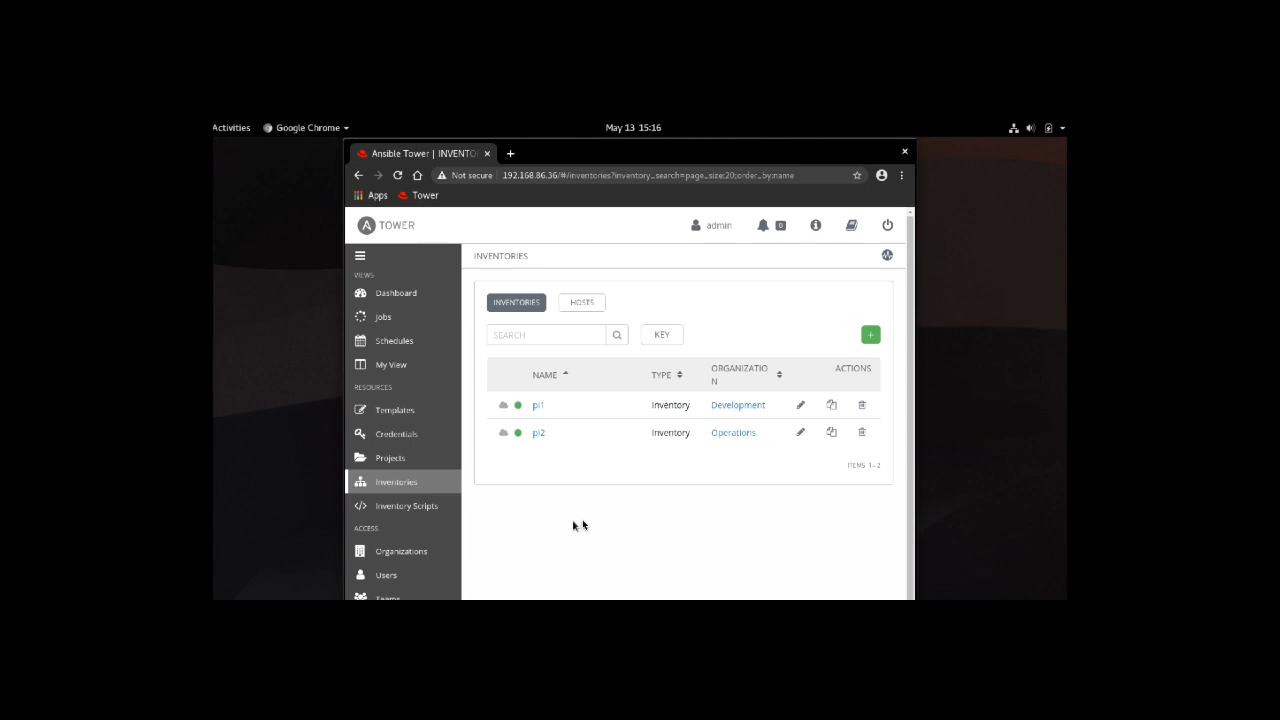 Activities Google Chrome May 13 15:16
Ansible Tower | INVENTO
Not secure 192.168.86.36/#/inventories?inventory_search=page_size:20;order_by:name
Apps Tower
A TOWER admin 0
INVENTORIES
VIEWS
Dashboard
Jobs
Schedules
My View
RESOURCES
Templates
Credentials
Projects
Inventories
Inventory Scripts
ACCESS
Organizations
Users
Teams
INVENTORIES HOSTS
SEARCH KEY +
NAME TYPE ORGANIZATIO
N ACTIONS
pi1 Inventory Development
pi2 Inventory Operations
ITEMS 1 - 2